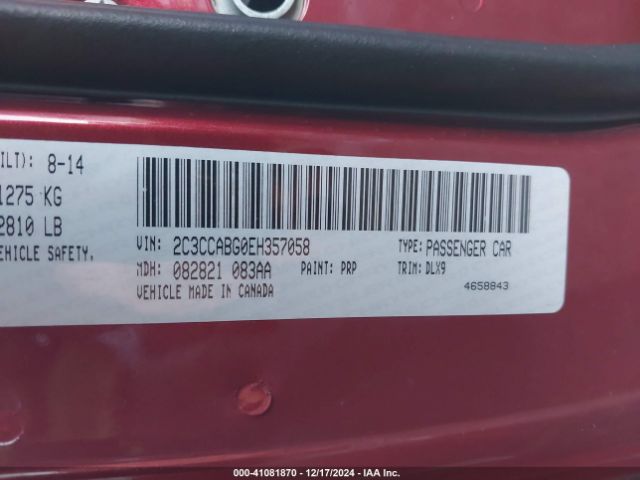 ILT): 8-14
1275 KG
2810 LB
EHICLE SAFETY,
VIN: 2C3CCABG0EH357058 TYPE: PASSENGER CAR
MDH: 082821 083AA PAINT: PRP TRIM: DLX9
VEHICLE MADE IN CANADA 4658843
000-41081870 - 12/17/2024 - IAA Inc.